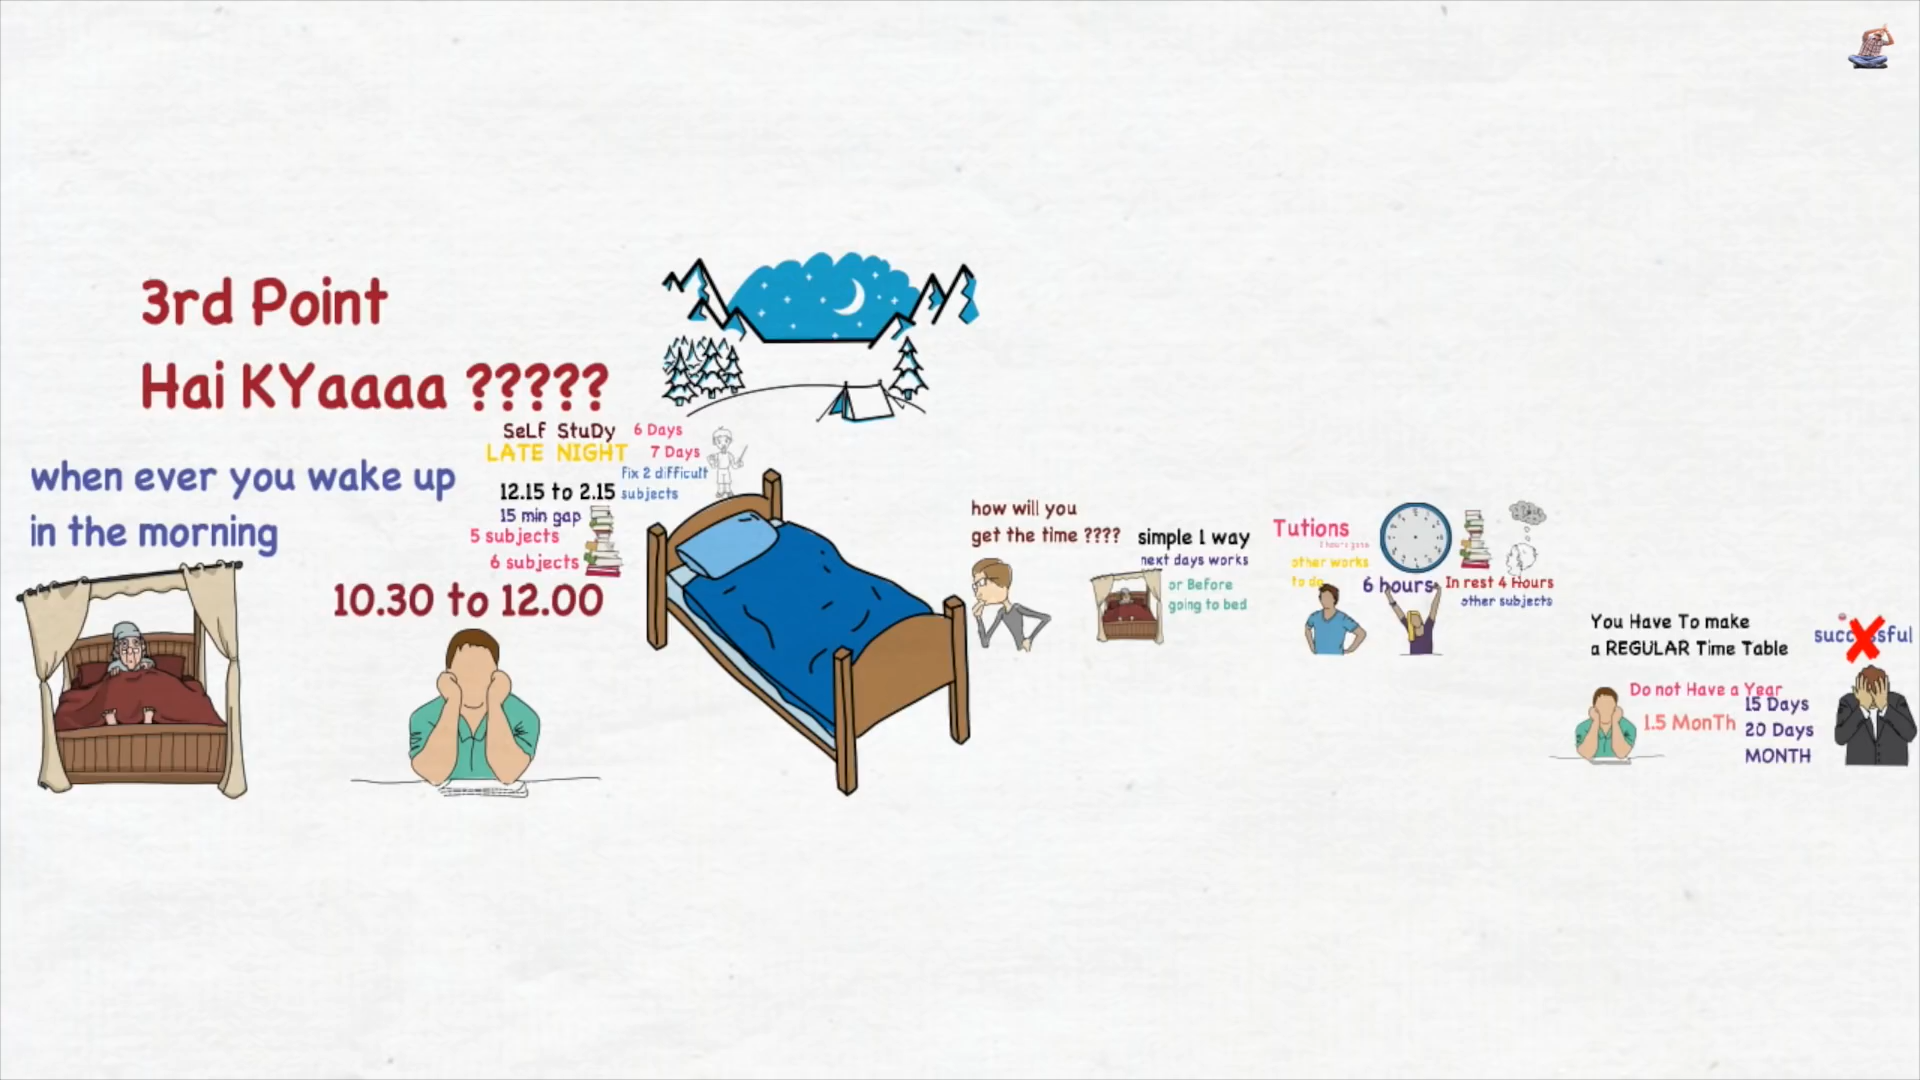 3rd Point
Hai KYaaaa ?????
when ever you wake up
in the morning
SeLf StuDy
LATE NIGHT
6 Days
7 Days
Fix 2 difficult
subjects
12.15 to 2.15
15 min gap
5 subjects
6 subjects
10.30 to 12.00
how will you
get the time ????
simple 1 way
next days works
or Before
going to bed
Tutions
other works
to do
6 hours
In rest 4 Hours
other subjects
You Have To make
a REGULAR Time Table
Do not Have a Year
1.5 MonTh
15 Days
20 Days
MONTH